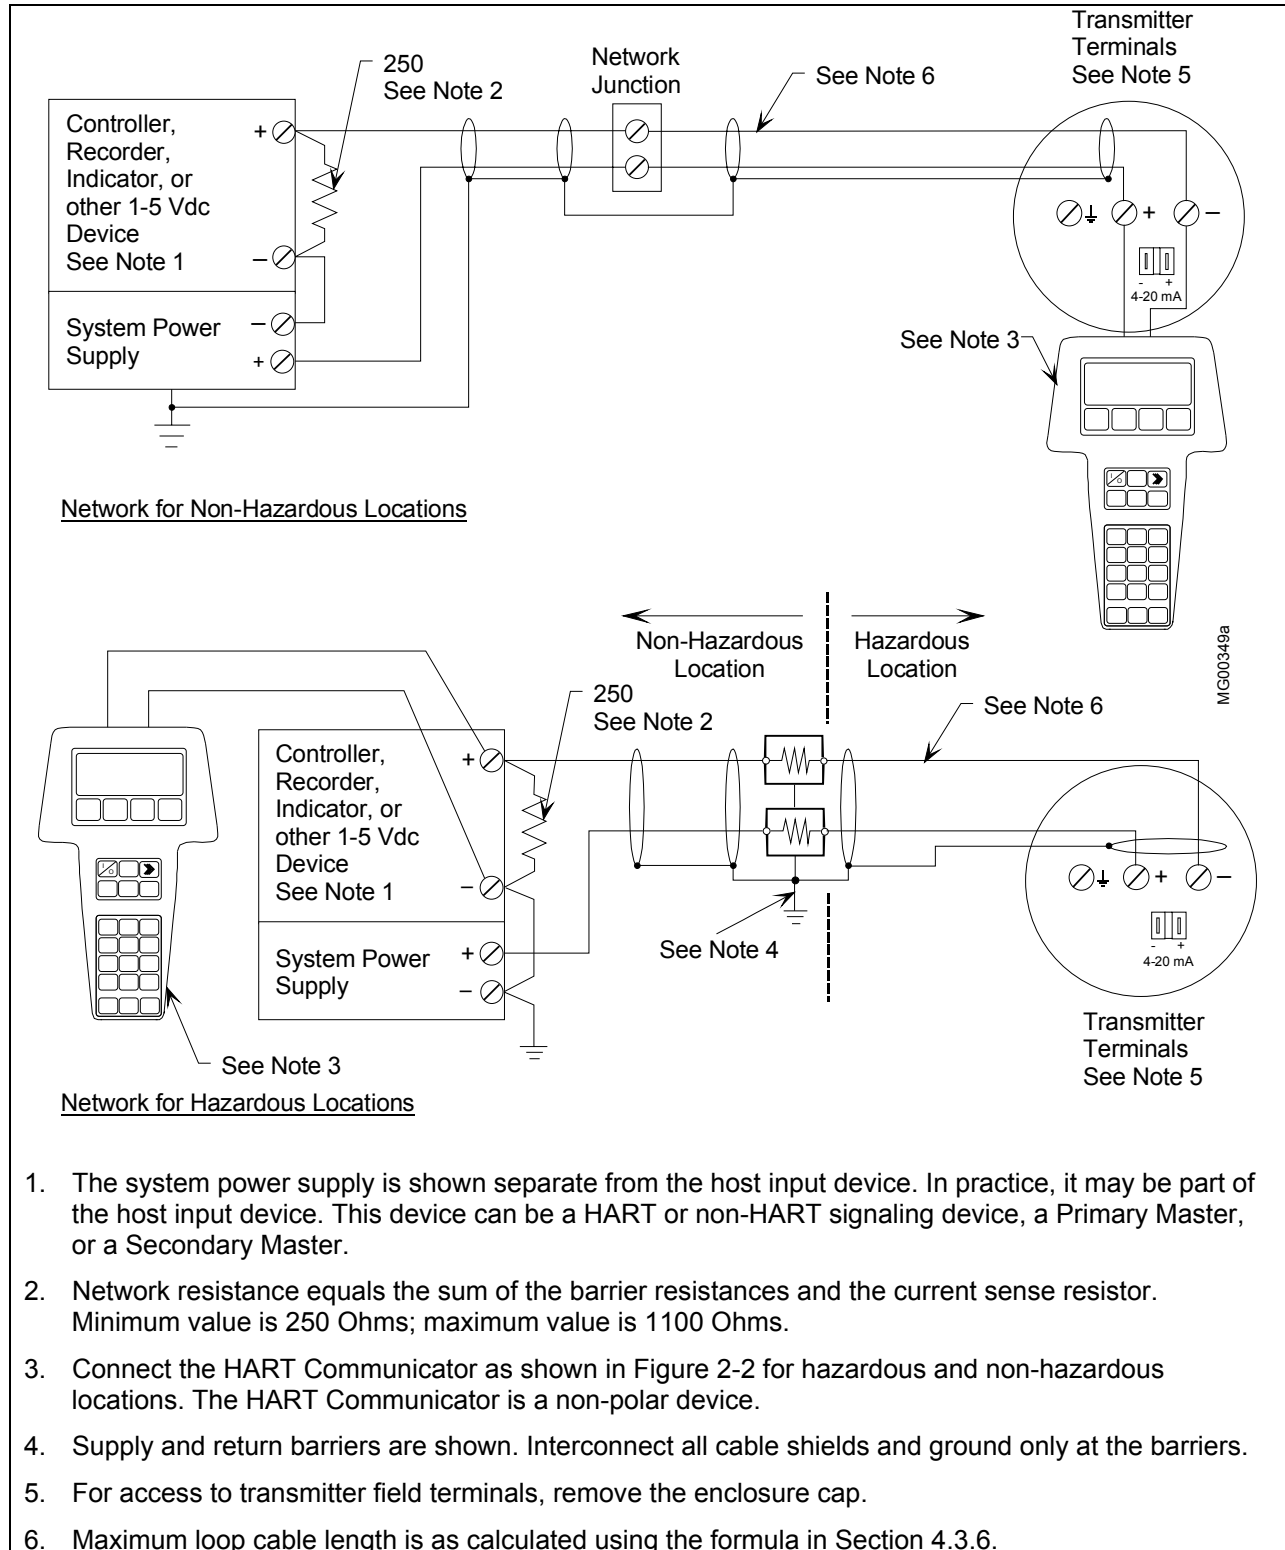 Transmitter
Terminals
See Note 5
250
See Note 2
Network
Junction
See Note 6
Controller,
Recorder,
Indicator, or
other 1-5 Vdc
Device
See Note 1
+
–
System Power
Supply
–
+
+
–
- +
4-20 mA
See Note 3
I/O
Network for Non-Hazardous Locations
Non-Hazardous
Location
Hazardous
Location
MG00349a
250
See Note 2
See Note 6
Controller,
Recorder,
Indicator, or
other 1-5 Vdc
Device
See Note 1
+
–
System Power
Supply
+
–
I/O
See Note 4
+
–
- +
4-20 mA
Transmitter
Terminals
See Note 5
See Note 3
Network for Hazardous Locations
1. The system power supply is shown separate from the host input device. In practice, it may be part of
the host input device. This device can be a HART or non-HART signaling device, a Primary Master,
or a Secondary Master.
2. Network resistance equals the sum of the barrier resistances and the current sense resistor.
Minimum value is 250 Ohms; maximum value is 1100 Ohms.
3. Connect the HART Communicator as shown in Figure 2-2 for hazardous and non-hazardous
locations. The HART Communicator is a non-polar device.
4. Supply and return barriers are shown. Interconnect all cable shields and ground only at the barriers.
5. For access to transmitter field terminals, remove the enclosure cap.
6. Maximum loop cable length is as calculated using the formula in Section 4.3.6.